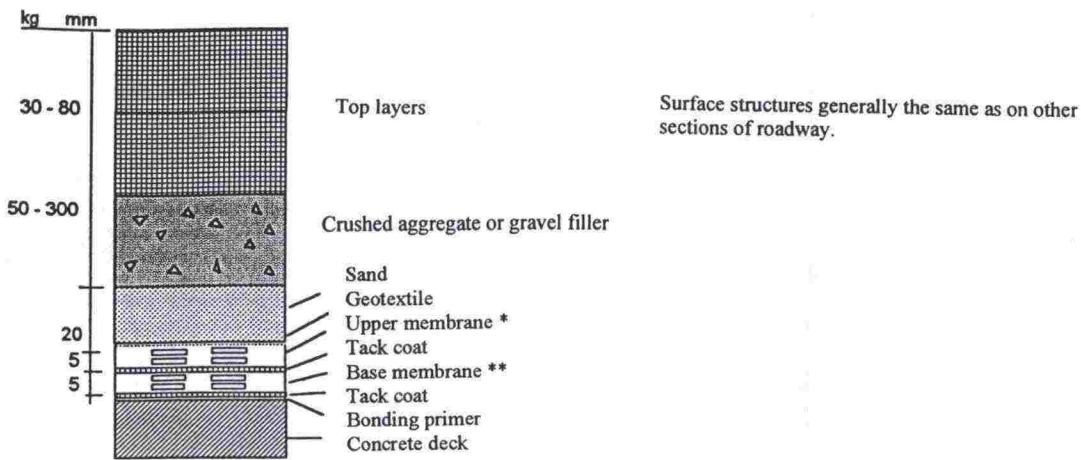 kg mm
30 - 80
Top layers
Surface structures generally the same as on other
sections of roadway.
50 - 300
Crushed aggregate or gravel filler
Sand
Geotextile
20
Upper membrane *
5
Tack coat
5
Base membrane **
Tack coat
Bonding primer
Concrete deck